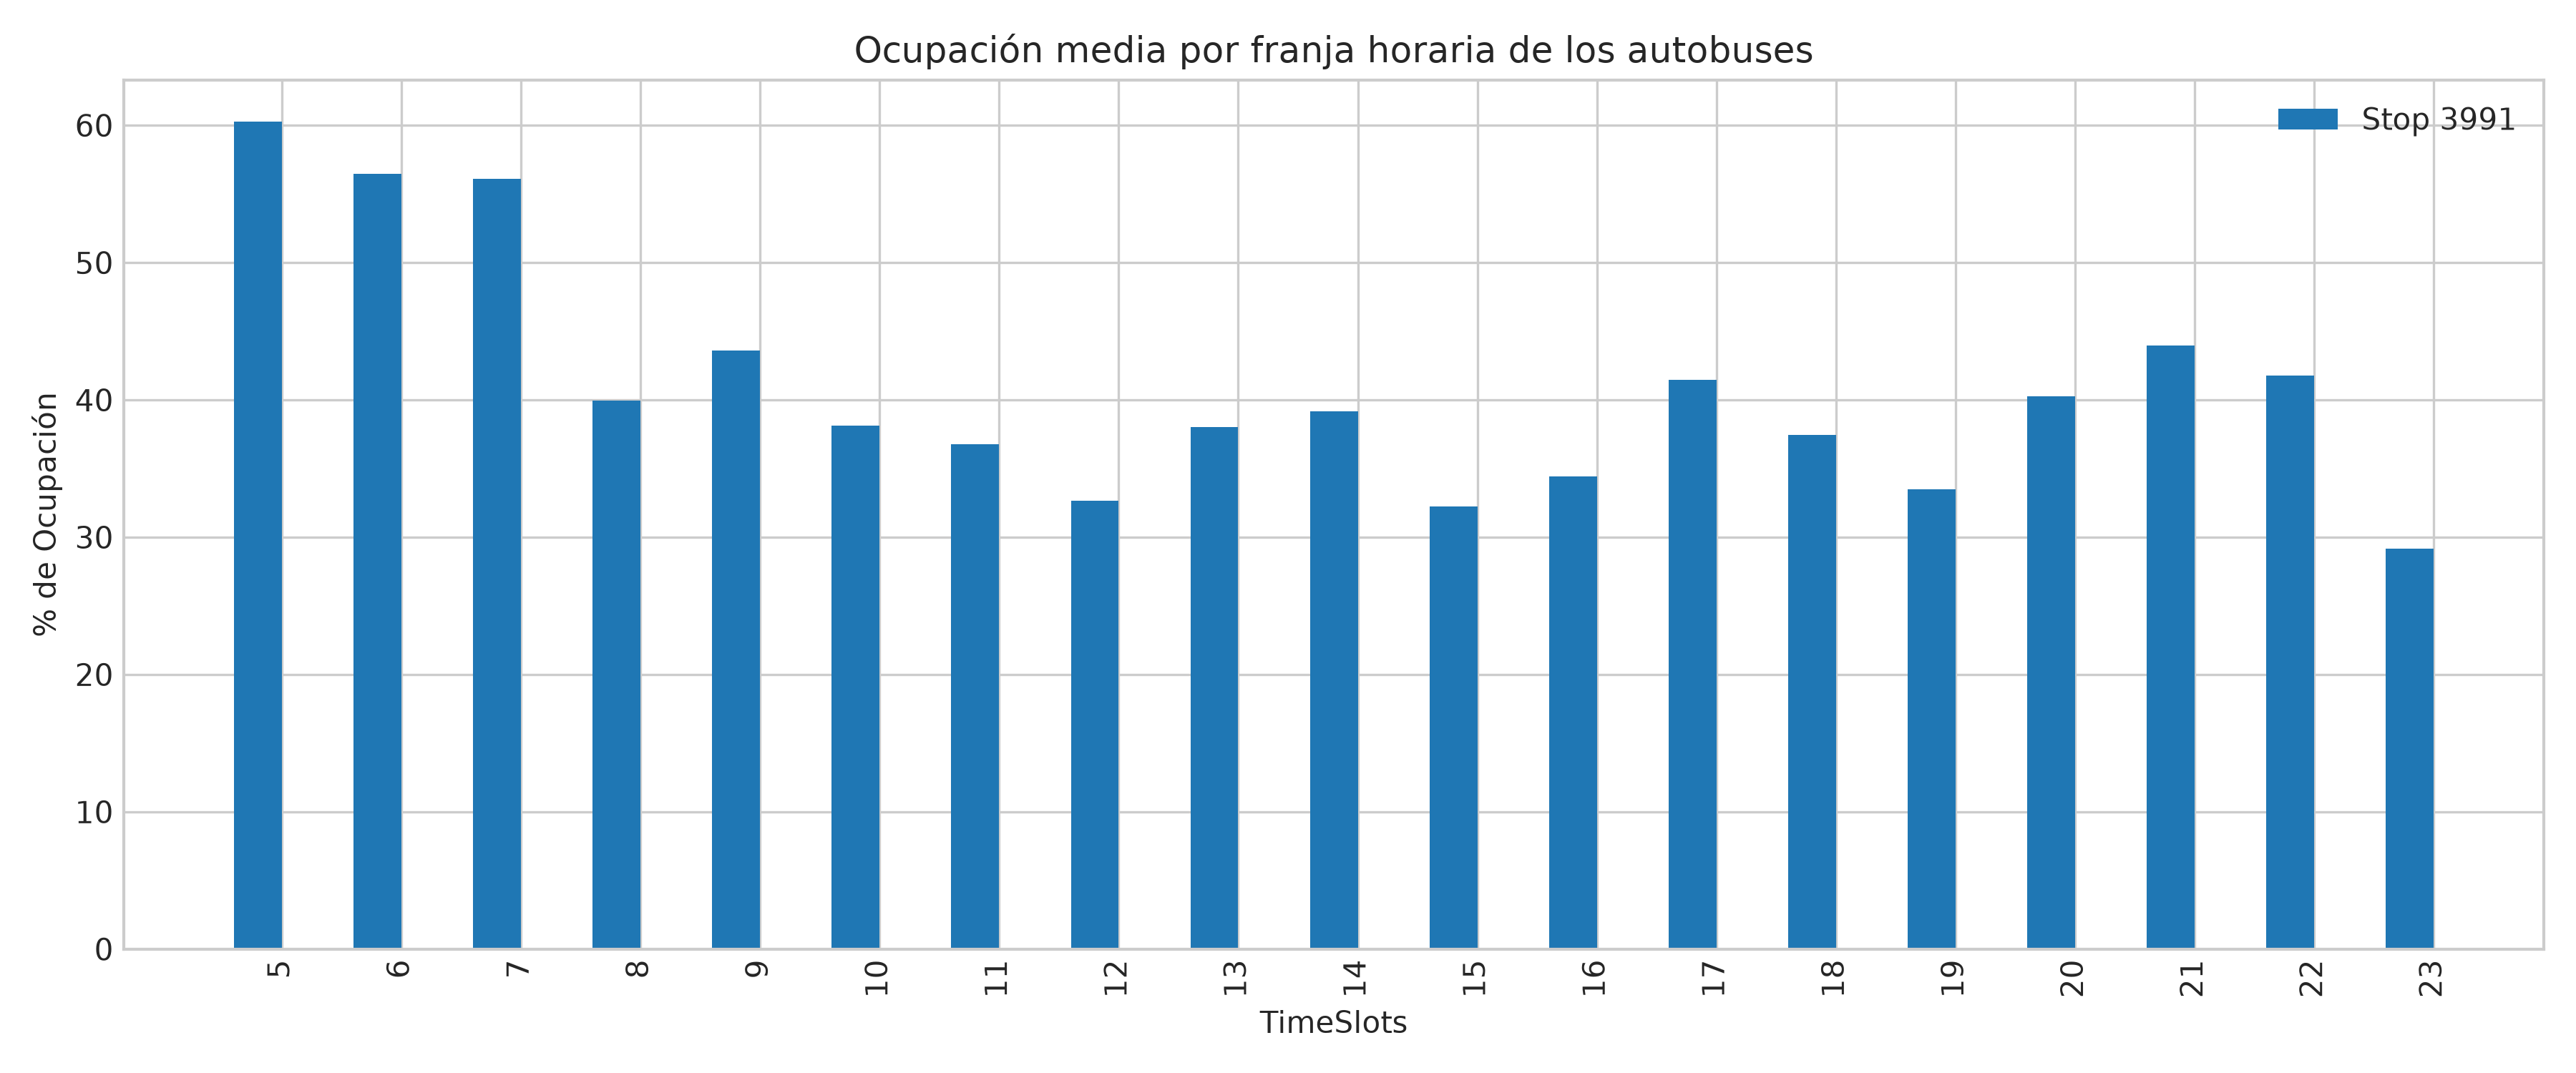 Ocupación media por franja horaria de los autobuses
Stop 3991
% de Ocupación
60
50
40
30
20
10
0
5 6 7 8 9 10 11 12 13 14 15 16 17 18 19 20 21 22 23
TimeSlots